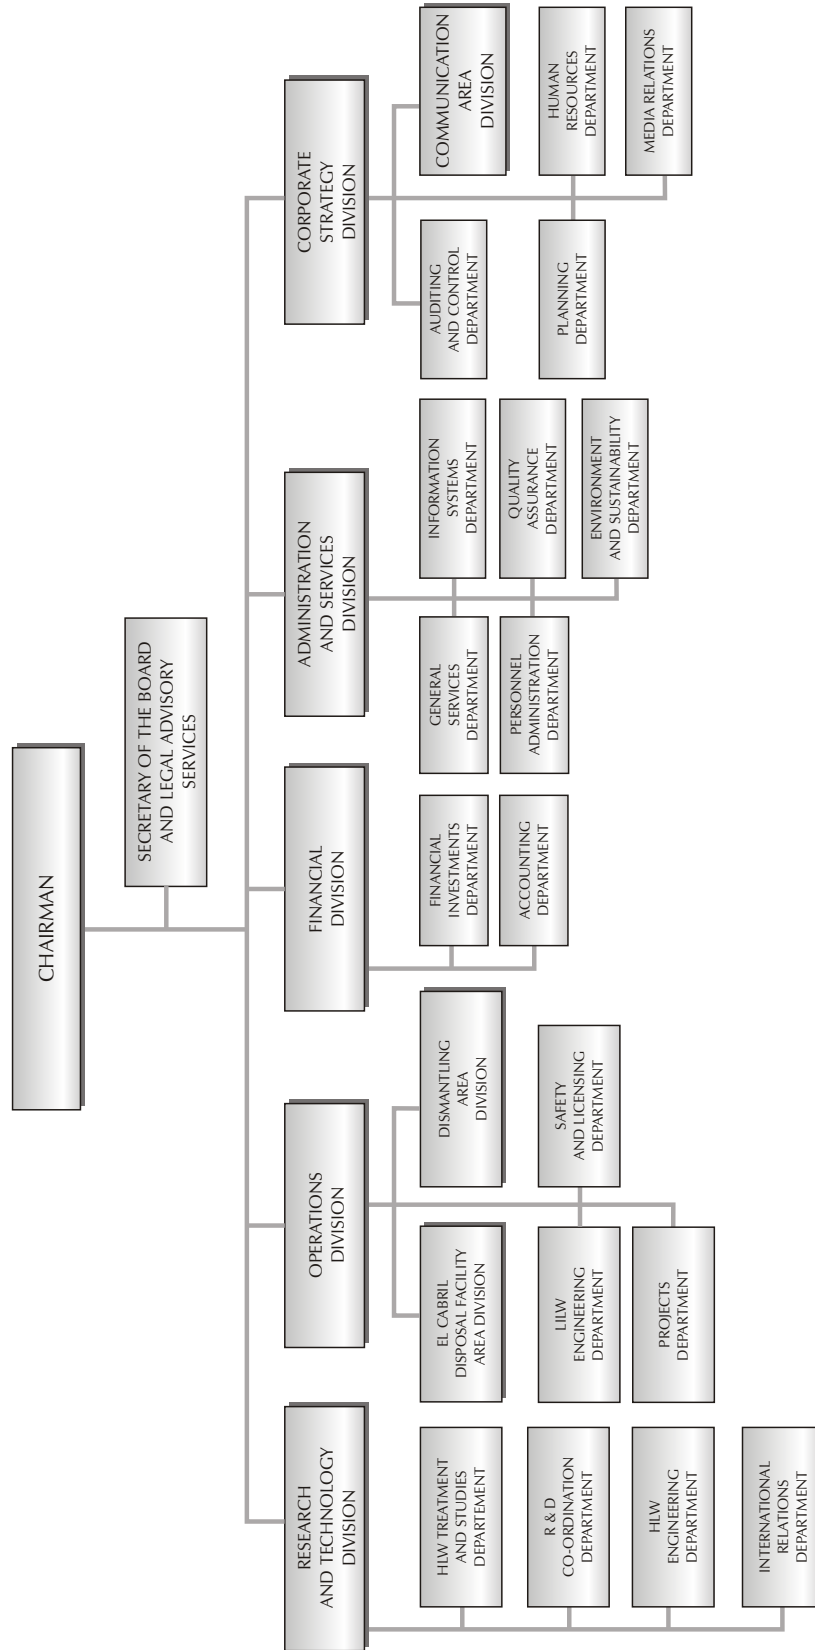 CHAIRMAN
SECRETARY OF THE BOARD
AND LEGAL ADVISORY
SERVICES
RESEARCH
AND TECHNOLOGY
DIVISION
HLW TREATMENT
AND STUDIES
DEPARTEMENT
R & D
CO-ORDINATION
DEPARTMENT
HLW
ENGINEERING
DEPARTMENT
INTERNATIONAL
RELATIONS
DEPARTMENT
OPERATIONS
DIVISION
EL CABRIL
DISPOSAL FACILITY
AREA DIVISION
DISMANTLING
AREA
DIVISION
LILW
ENGINEERING
DEPARTMENT
SAFETY
AND LICENSING
DEPARTMENT
PROJECTS
DEPARTMENT
FINANCIAL
DIVISION
FINANCIAL
INVESTMENTS
DEPARTMENT
ACCOUNTING
DEPARTMENT
ADMINISTRATION
AND SERVICES
DIVISION
GENERAL
SERVICES
DEPARTMENT
INFORMATION
SYSTEMS
DEPARTMENT
PERSONNEL
ADMINISTRATION
DEPARTMENT
QUALITY
ASSURANCE
DEPARTMENT
ENVIRONMENT
AND SUSTAINABILITY
DEPARTMENT
CORPORATE
STRATEGY
DIVISION
AUDITING
AND CONTROL
DEPARTMENT
COMMUNICATION
AREA
DIVISION
PLANNING
DEPARTMENT
HUMAN
RESOURCES
DEPARTMENT
MEDIA RELATIONS
DEPARTMENT